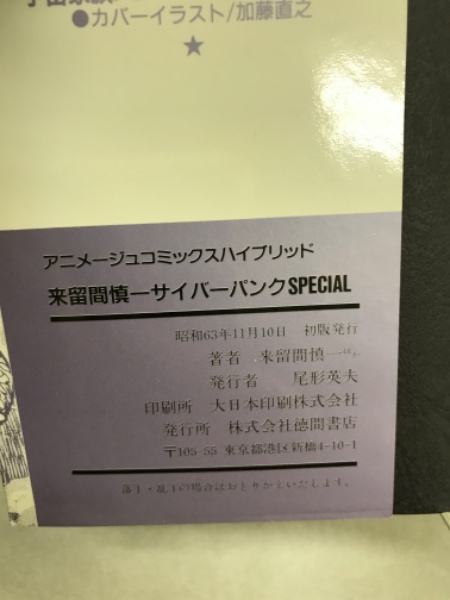 ●カバーイラスト/加藤直之
★
アニメージュコミックスハイブリッド
来留間慎一サイバーパンクSPECIAL
昭和63年11月10日 初版発行
著者 来留間慎一
発行者 尾形英夫
印刷所 大日本印刷株式会社
発行所 株式会社徳間書店
〒105-55 東京都港区新橋4-10-1
落丁・乱丁の場合はおとりかえいたします。